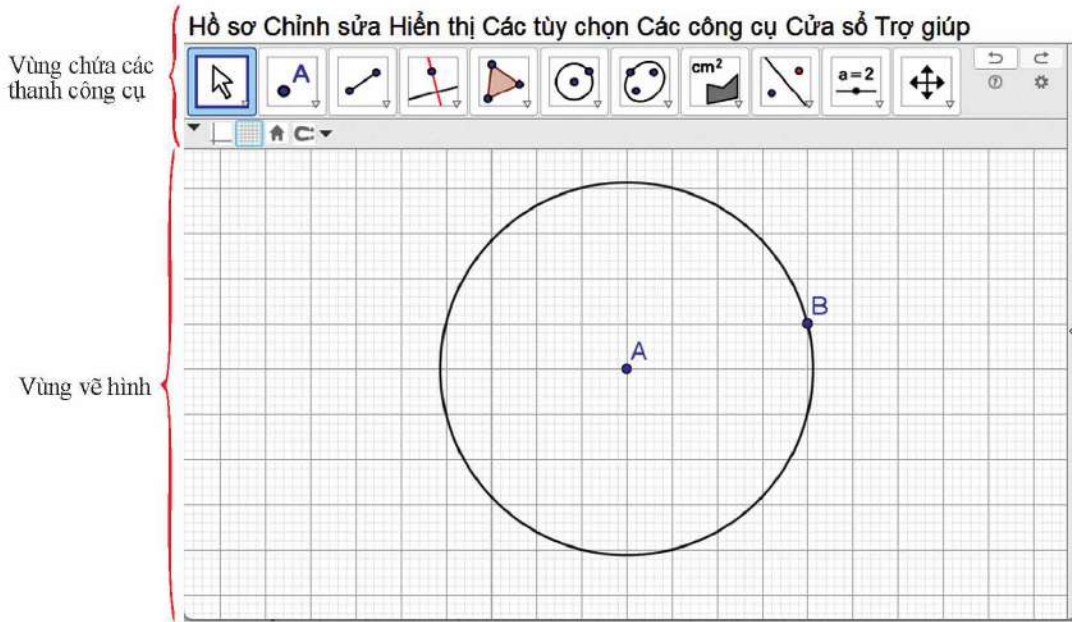 Hồ sơ Chỉnh sửa Hiển thị Các tùy chọn Các công cụ Cửa sổ Trợ giúp
Vùng chứa các
thanh công cụ
A
cm²
a = 2
B
A
Vùng vẽ hình